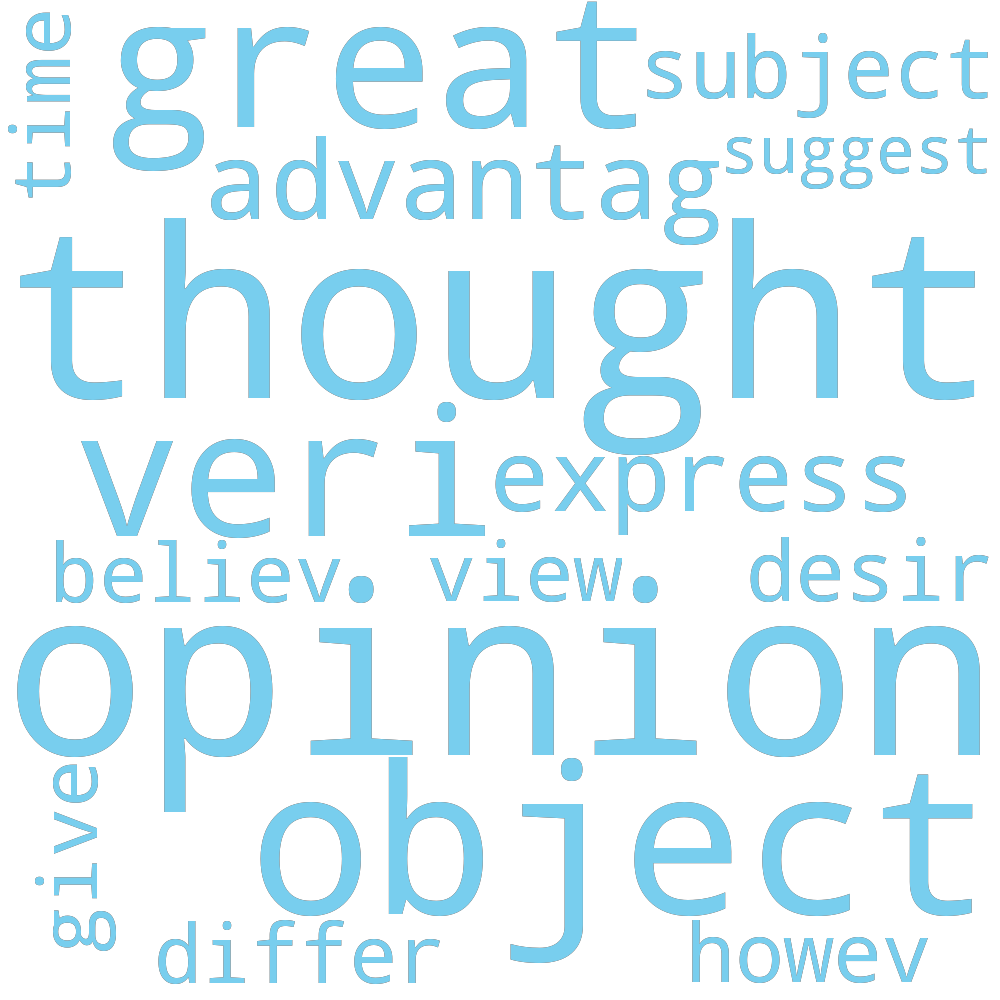 time
great
subject
suggest
advantag
thought
veri
express
believ
view
desir
opinion
give
object
differ
howev